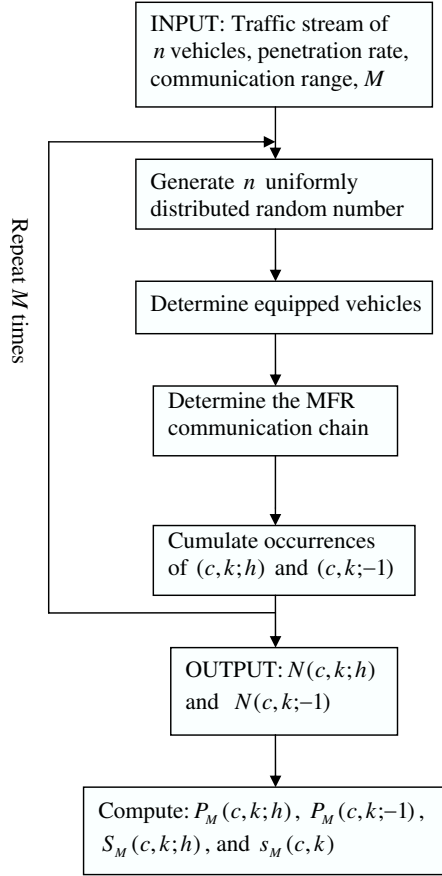 INPUT: Traffic stream of
n vehicles, penetration rate,
communication range, M
Generate n uniformly
distributed random number
Repeat M times
Determine equipped vehicles
Determine the MFR
communication chain
Cumulate occurrences
of (c,k;h) and (c,k;−1)
OUTPUT: N(c,k;h)
and N(c,k;−1)
Compute: P_M(c,k;h), P_M(c,k;−1),
S_M(c,k;h), and s_M(c,k)